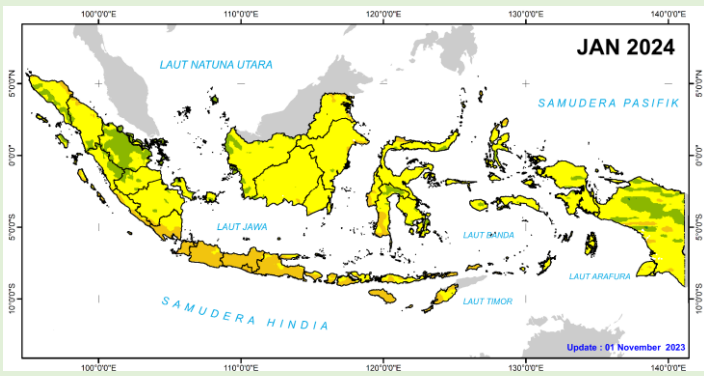 100°0'0"E 110°0'0"E 120°0'0"E 130°0'0"E 140°0'0"E
JAN 2024
LAUT NATUNA UTARA
SAMUDERA PASIFIK
5°0'0"N 5°0'0"N
0°0'0" 0°0'0"
5°0'0"S 5°0'0"S
10°0'0"S 10°0'0"S
LAUT JAWA
LAUT BANDA
LAUT ARAFURA
LAUT TIMOR
SAMUDERA HINDIA
Update : 01 November 2023
100°0'0"E 110°0'0"E 120°0'0"E 130°0'0"E 140°0'0"E